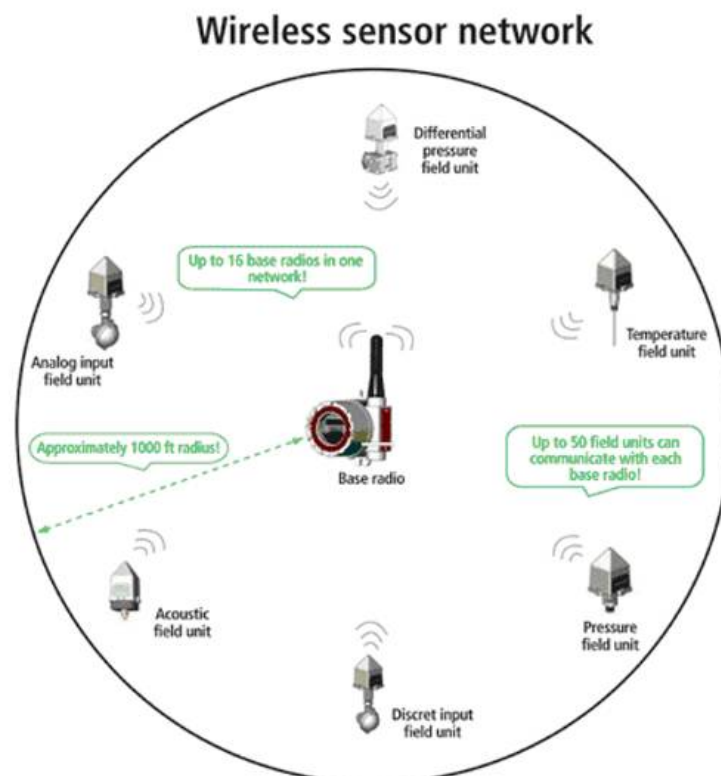 Wireless sensor network
Differential
pressure
field unit
Up to 16 base radios in one
network!
Analog input
field unit
Temperature
field unit
Approximately 1000 ft radius!
Base radio
Up to 50 field units can
communicate with each
base radio!
Acoustic
field unit
Pressure
field unit
Discret input
field unit